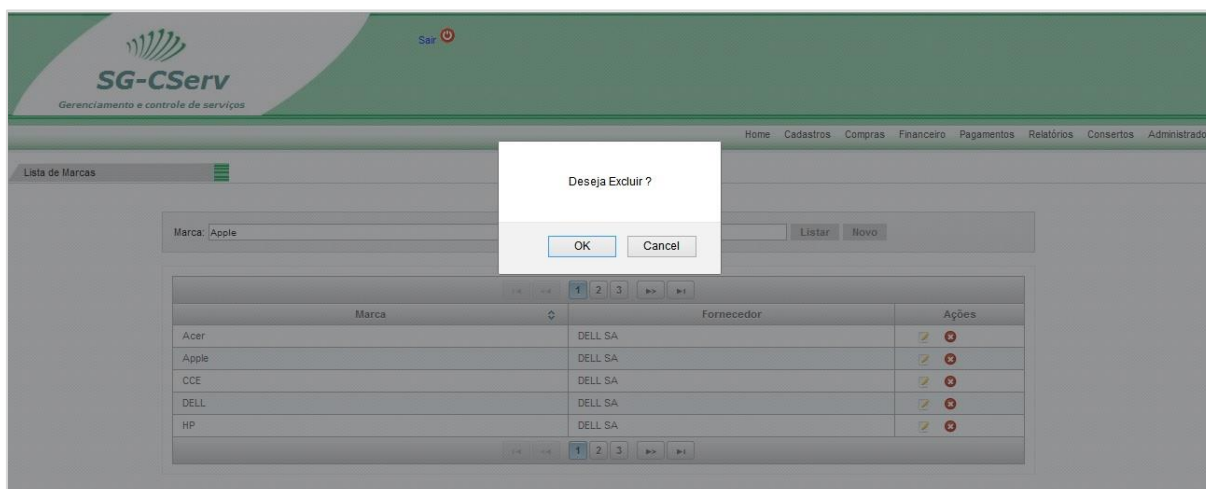 Sair
SG-CServ
Gerenciamento e controle de serviços
Home Cadastros Compras Financeiro Pagamentos Relatórios Consertos Administrado
Lista de Marcas
Deseja Excluir ?
OK Cancel
Marca: Apple Listar Novo
1 2 3
Marca Fornecedor Ações
Acer DELL SA
Apple DELL SA
CCE DELL SA
DELL DELL SA
HP DELL SA
1 2 3